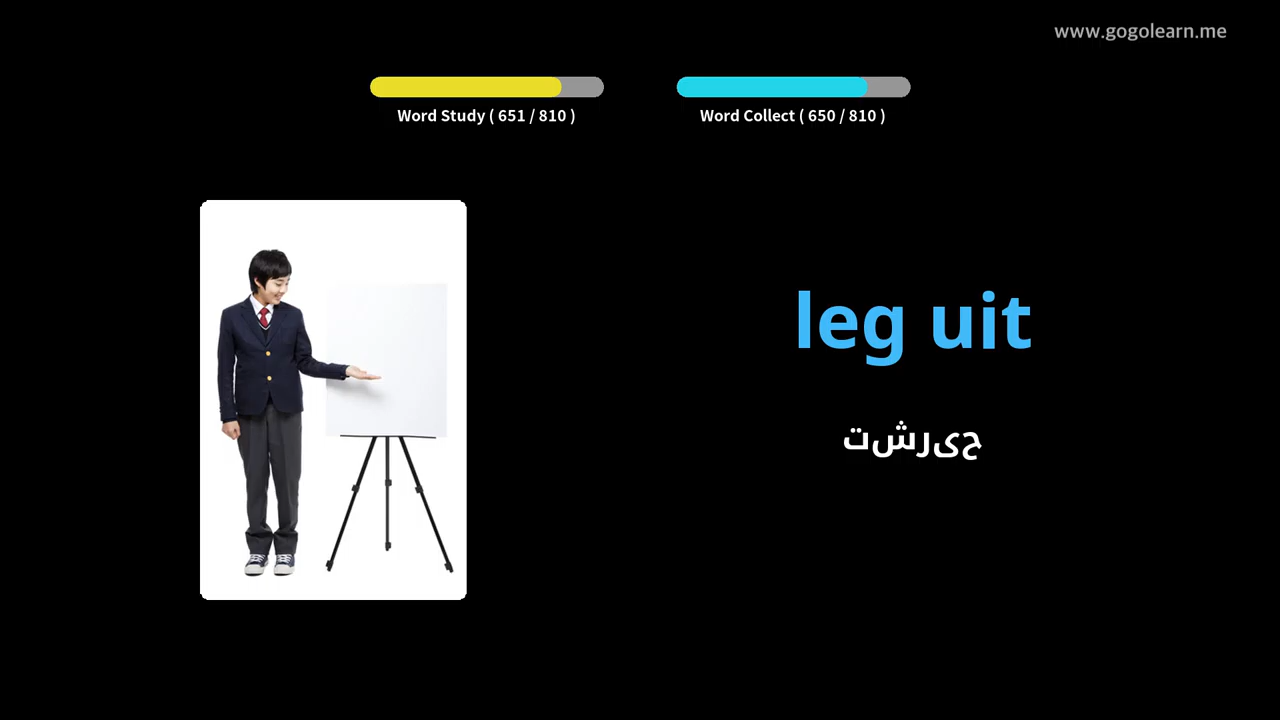 www.gogolearn.me
Word Study ( 651 / 810 )
Word Collect ( 650 / 810 )
leg uit
تشریح